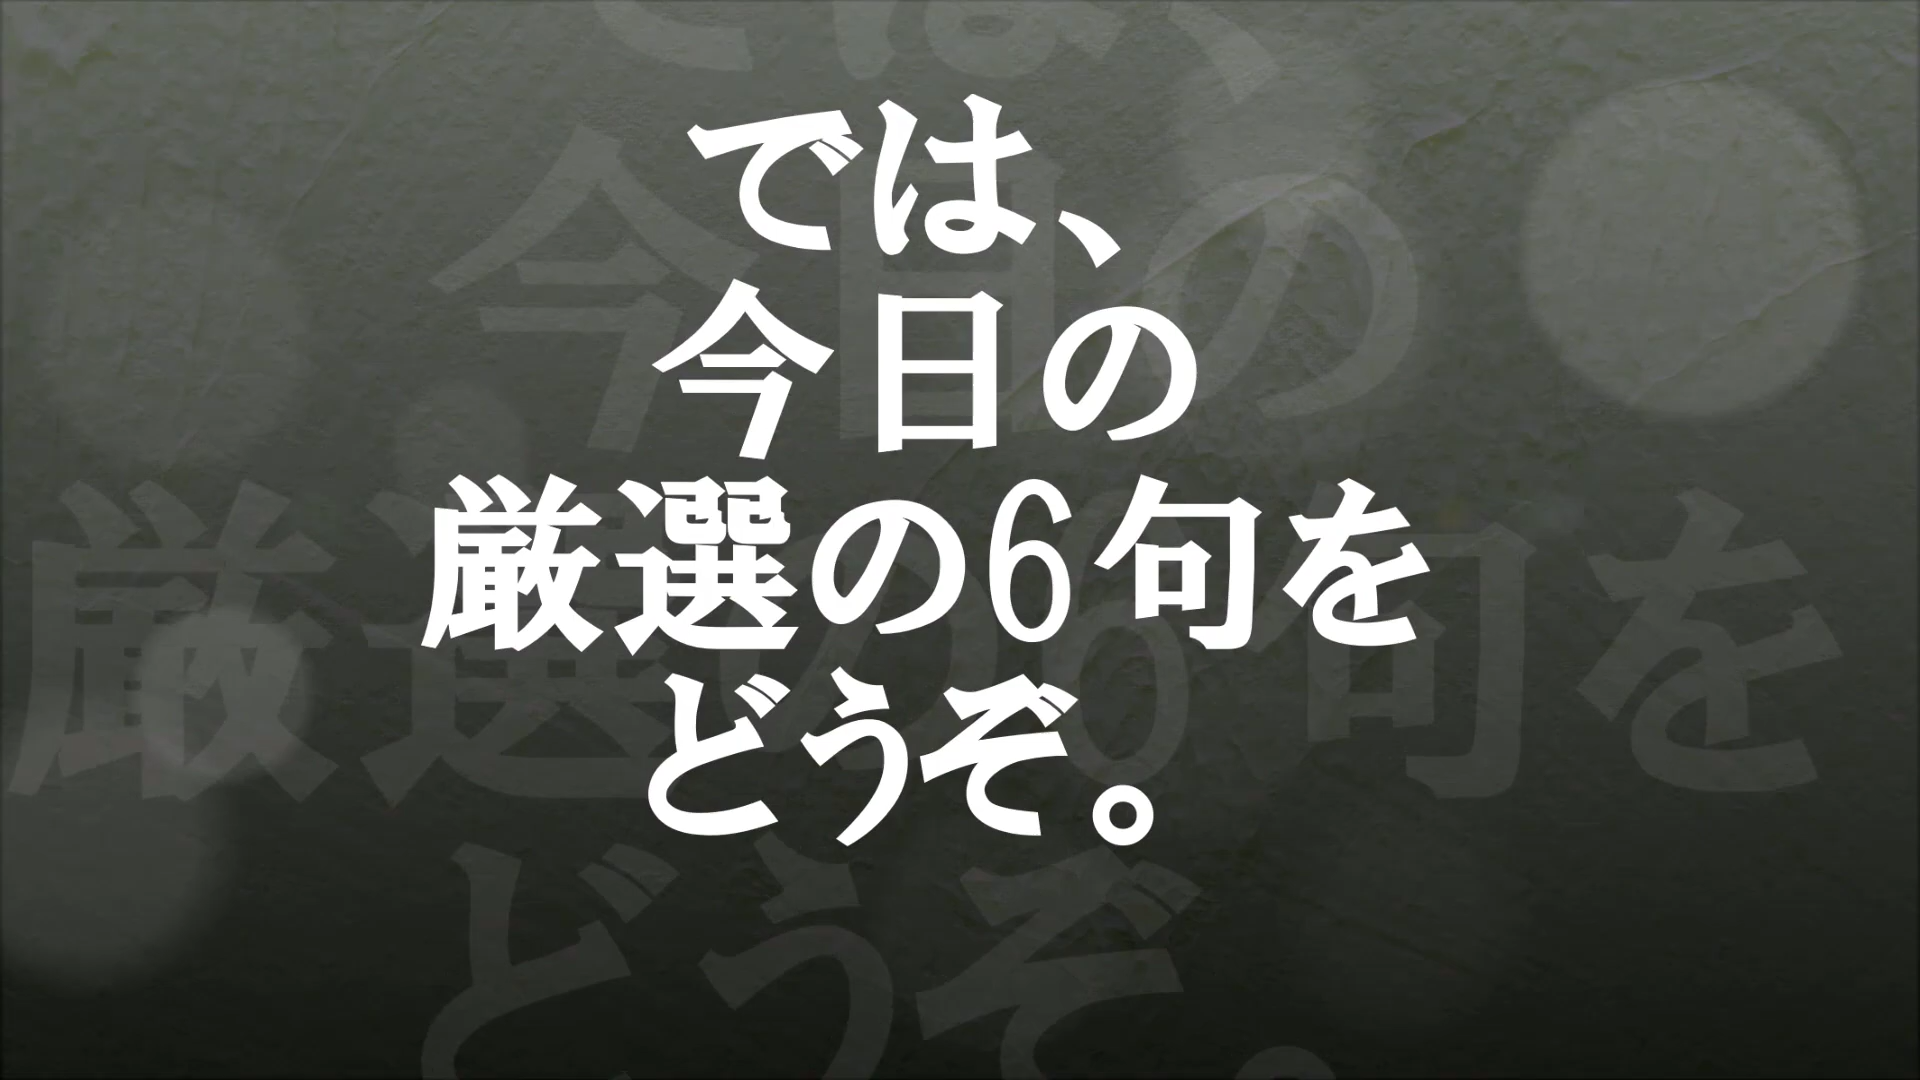 では、
今日の
厳選の6句を
どうぞ。